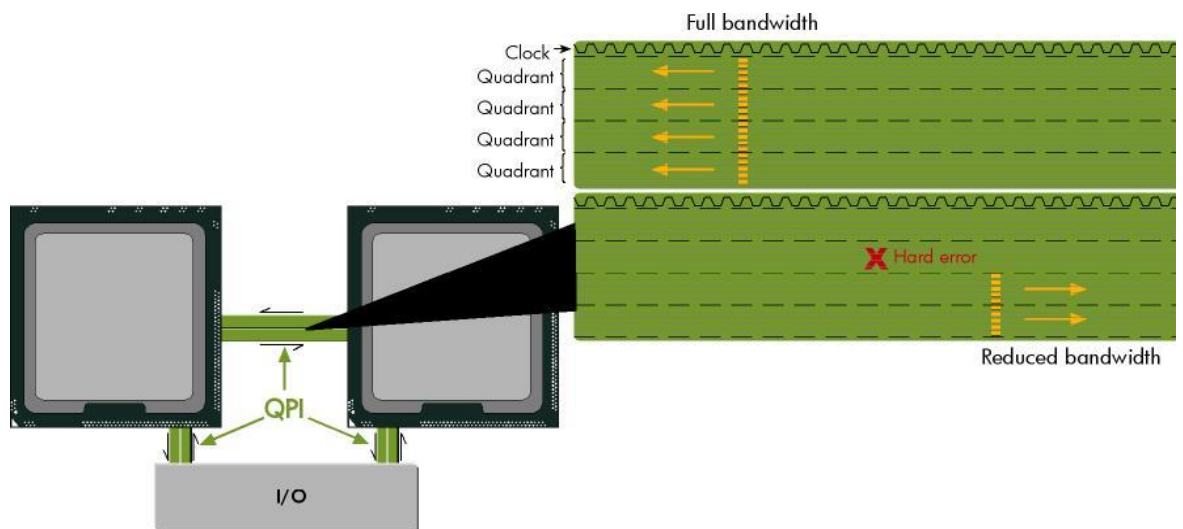 Full bandwidth
Clock
Quadrant
Quadrant
Quadrant
Quadrant
X Hard error
Reduced bandwidth
QPI
I/O